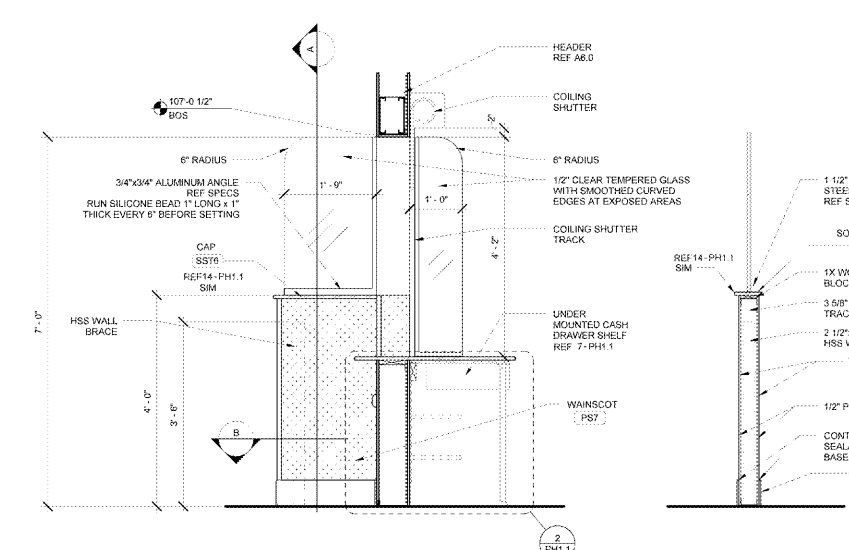 A
HEADER
REF A6.0
107'-0 1/2"
BOS
COILING
SHUTTER
2"
6" RADIUS
6" RADIUS
3/4"x3/4" ALUMINUM ANGLE
REF SPECS
RUN SILICONE BEAD 1" LONG x 1"
THICK EVERY 6" BEFORE SETTING
1' - 9"
1' - 0"
1/2" CLEAR TEMPERED GLASS
WITH SMOOTHED CURVED
EDGES AT EXPOSED AREAS
COILING SHUTTER
TRACK
4' - 2"
CAP
SST6
REF14-PH1.1
SIM
HSS WALL
BRACE
7' - 0"
4' - 0"
3' - 6"
UNDER
MOUNTED CASH
DRAWER SHELF
REF 7-PH1.1
WAINSCOT
PS7
B
2
PH1.1
1 1/2"
STEE
REF S
SO
REF14-PH1.1
SIM
1X WO
BLOC
3 5/8"
TRAC
2 1/2"
HSS W
1/2" P
CONT
SEALA
BASE